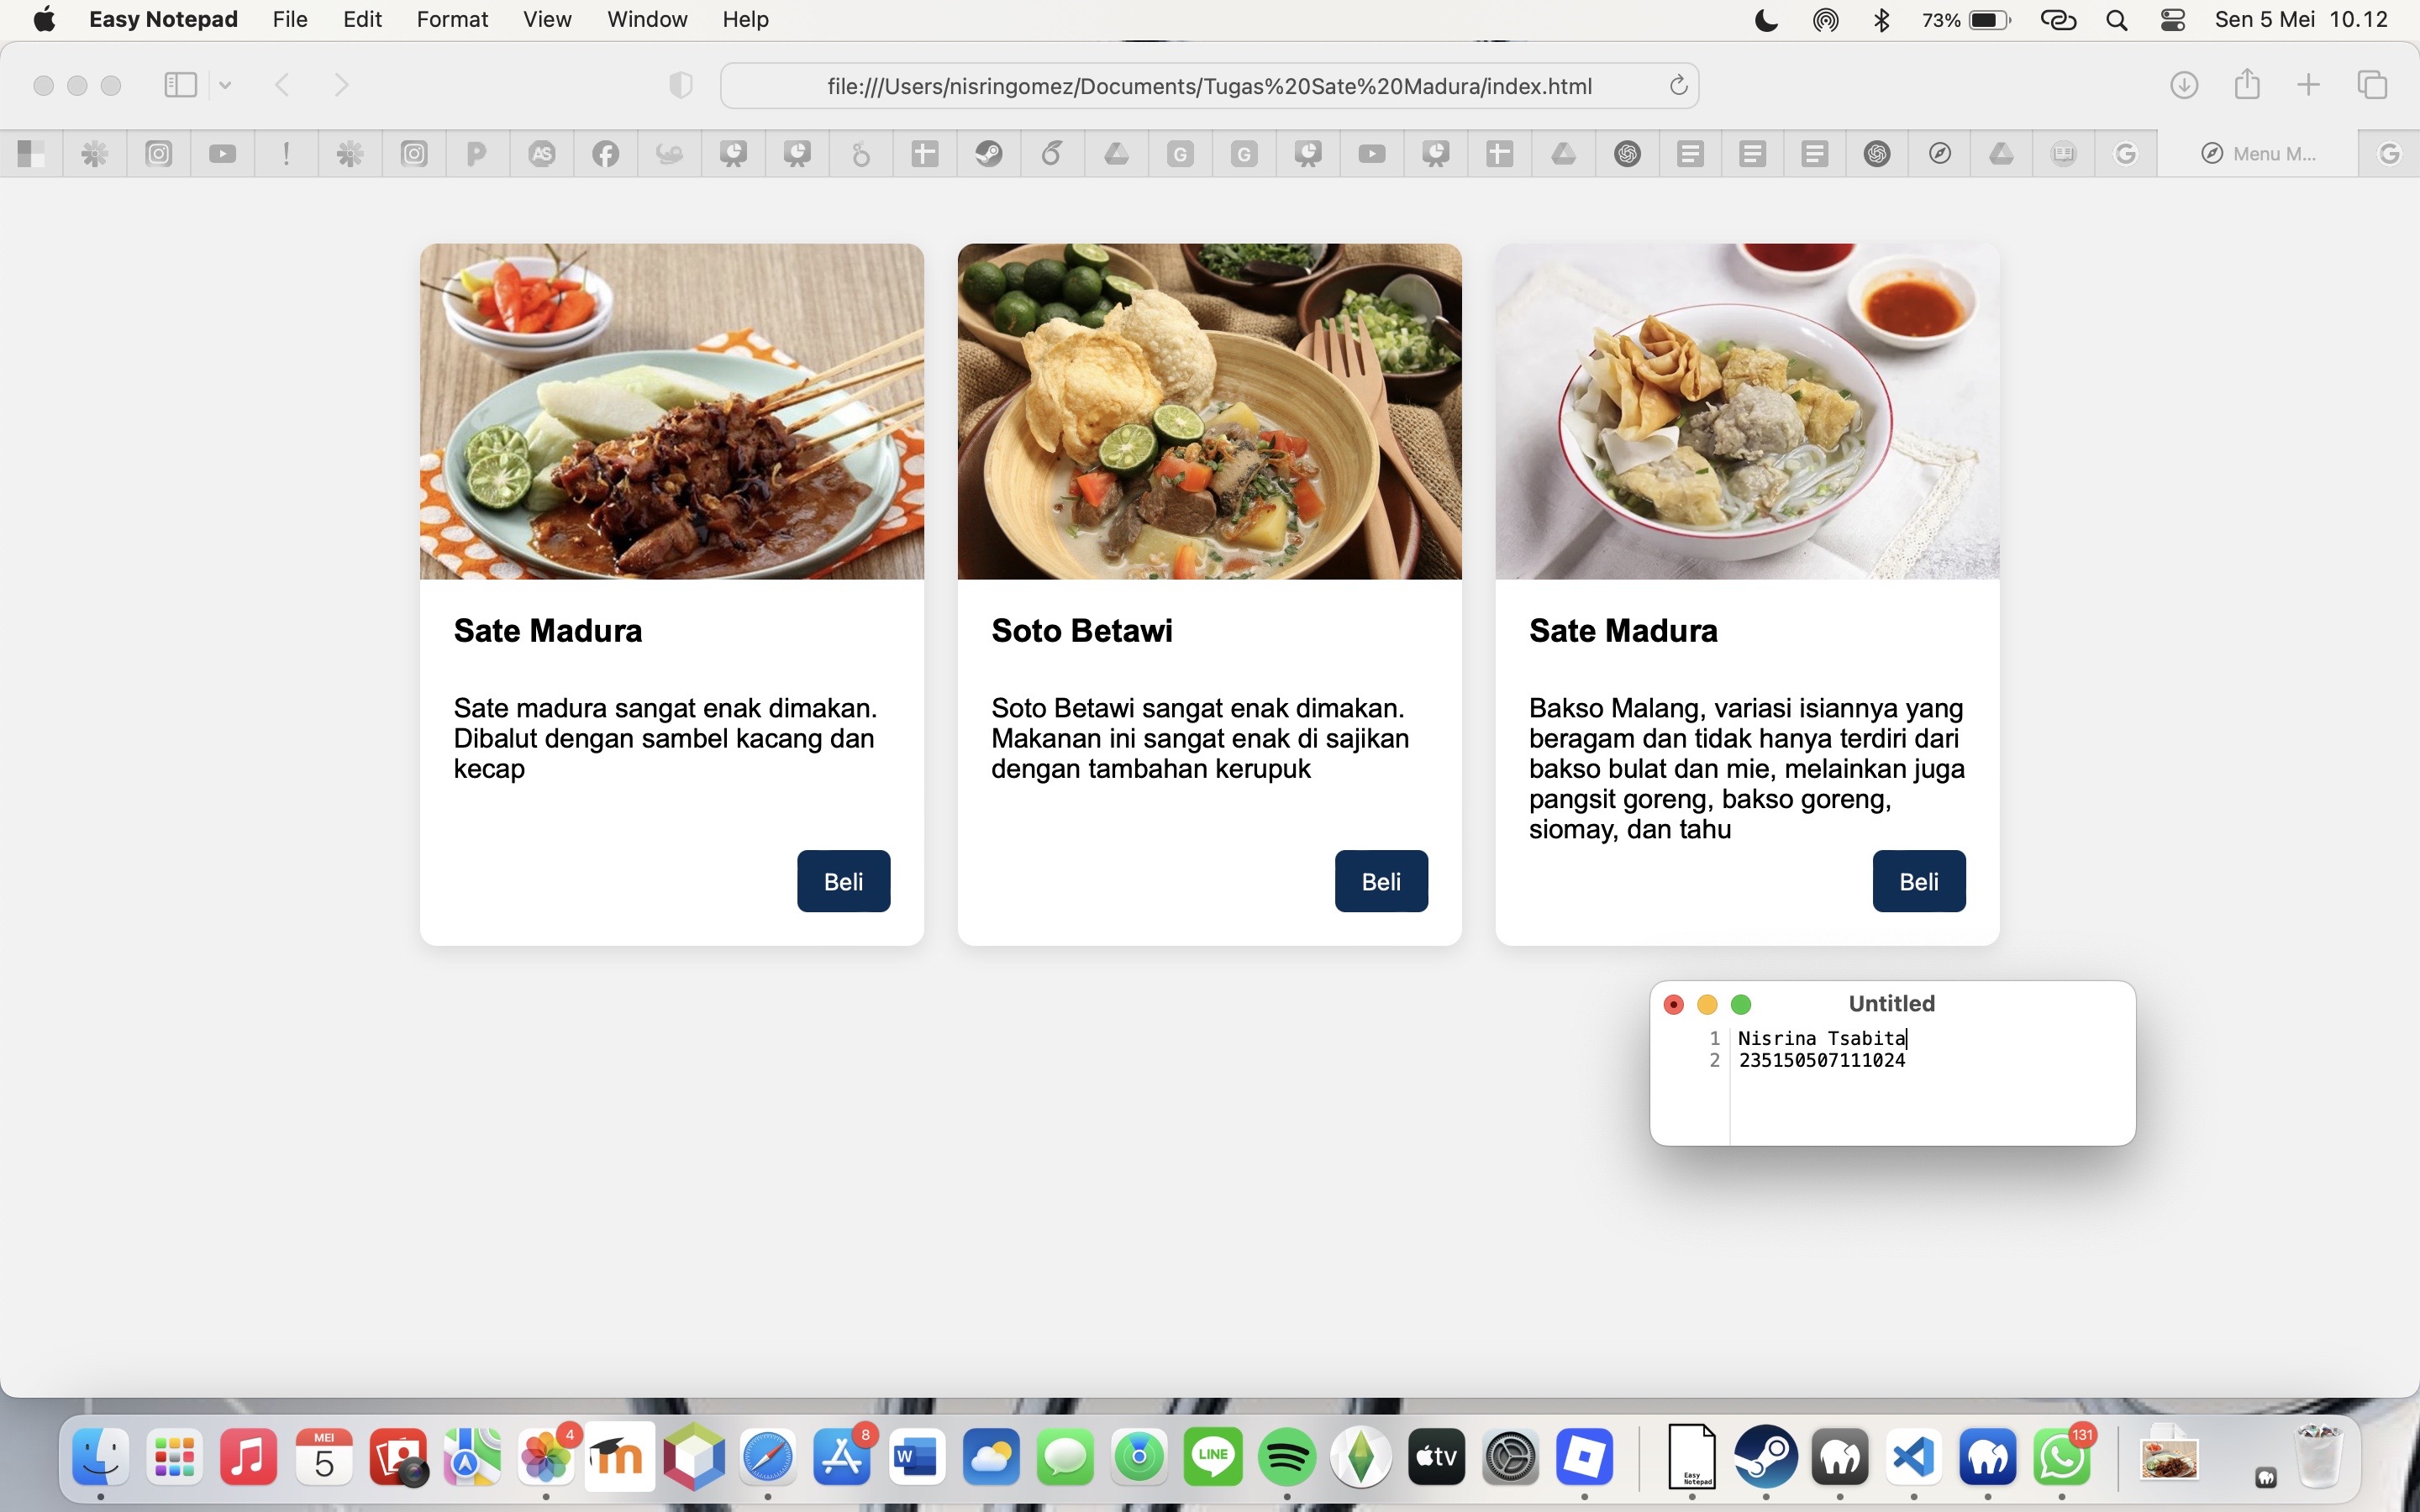 Easy Notepad File Edit Format View Window Help 73% Sen 5 Mei 10.12
file:///Users/nisringomez/Documents/Tugas%20Sate%20Madura/index.html
Menu M...
Sate Madura
Sate madura sangat enak dimakan.
Dibalut dengan sambel kacang dan
kecap
Beli
Soto Betawi
Soto Betawi sangat enak dimakan.
Makanan ini sangat enak di sajikan
dengan tambahan kerupuk
Beli
Sate Madura
Bakso Malang, variasi isiannya yang
beragam dan tidak hanya terdiri dari
bakso bulat dan mie, melainkan juga
pangsit goreng, bakso goreng,
siomay, dan tahu
Beli
Untitled
1 Nisrina Tsabita
2 235150507111024
MEI
5
4
8
W
LINE
tv
Easy
Notepad
131